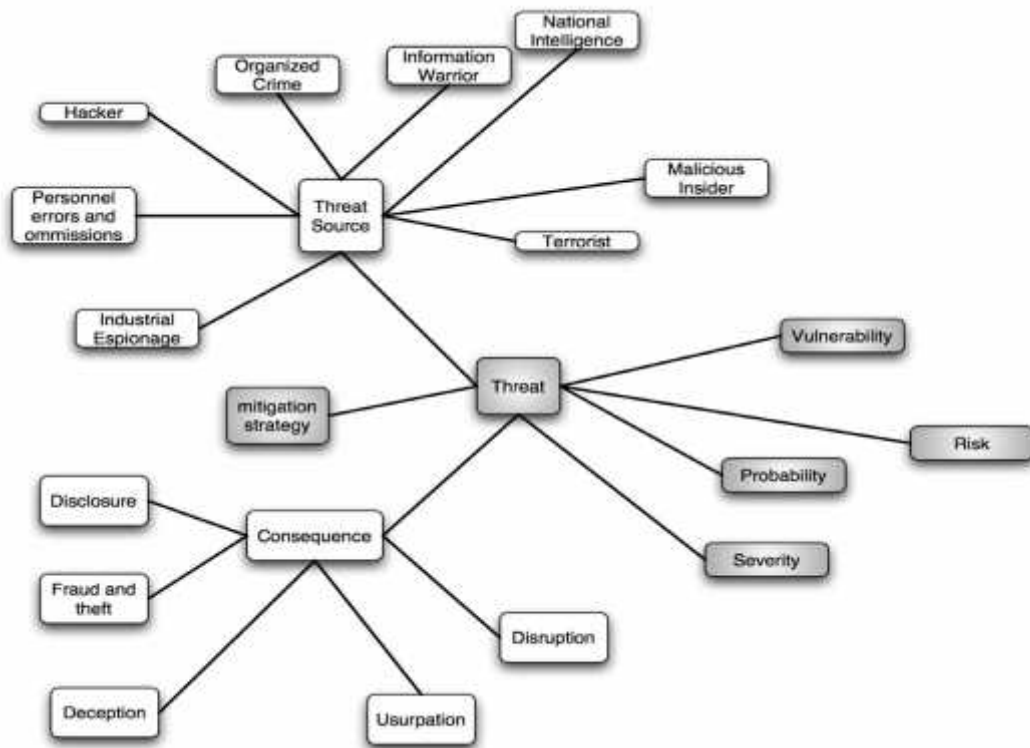 National
Intelligence
Information
Warrior
Organized
Crime
Hacker
Malicious
Insider
Personnel
errors and
ommissions
Threat
Source
Terrorist
Industrial
Espionage
Vulnerability
Threat
mitigation
strategy
Risk
Probability
Disclosure
Consequence
Severity
Fraud and
theft
Disruption
Deception
Usurpation